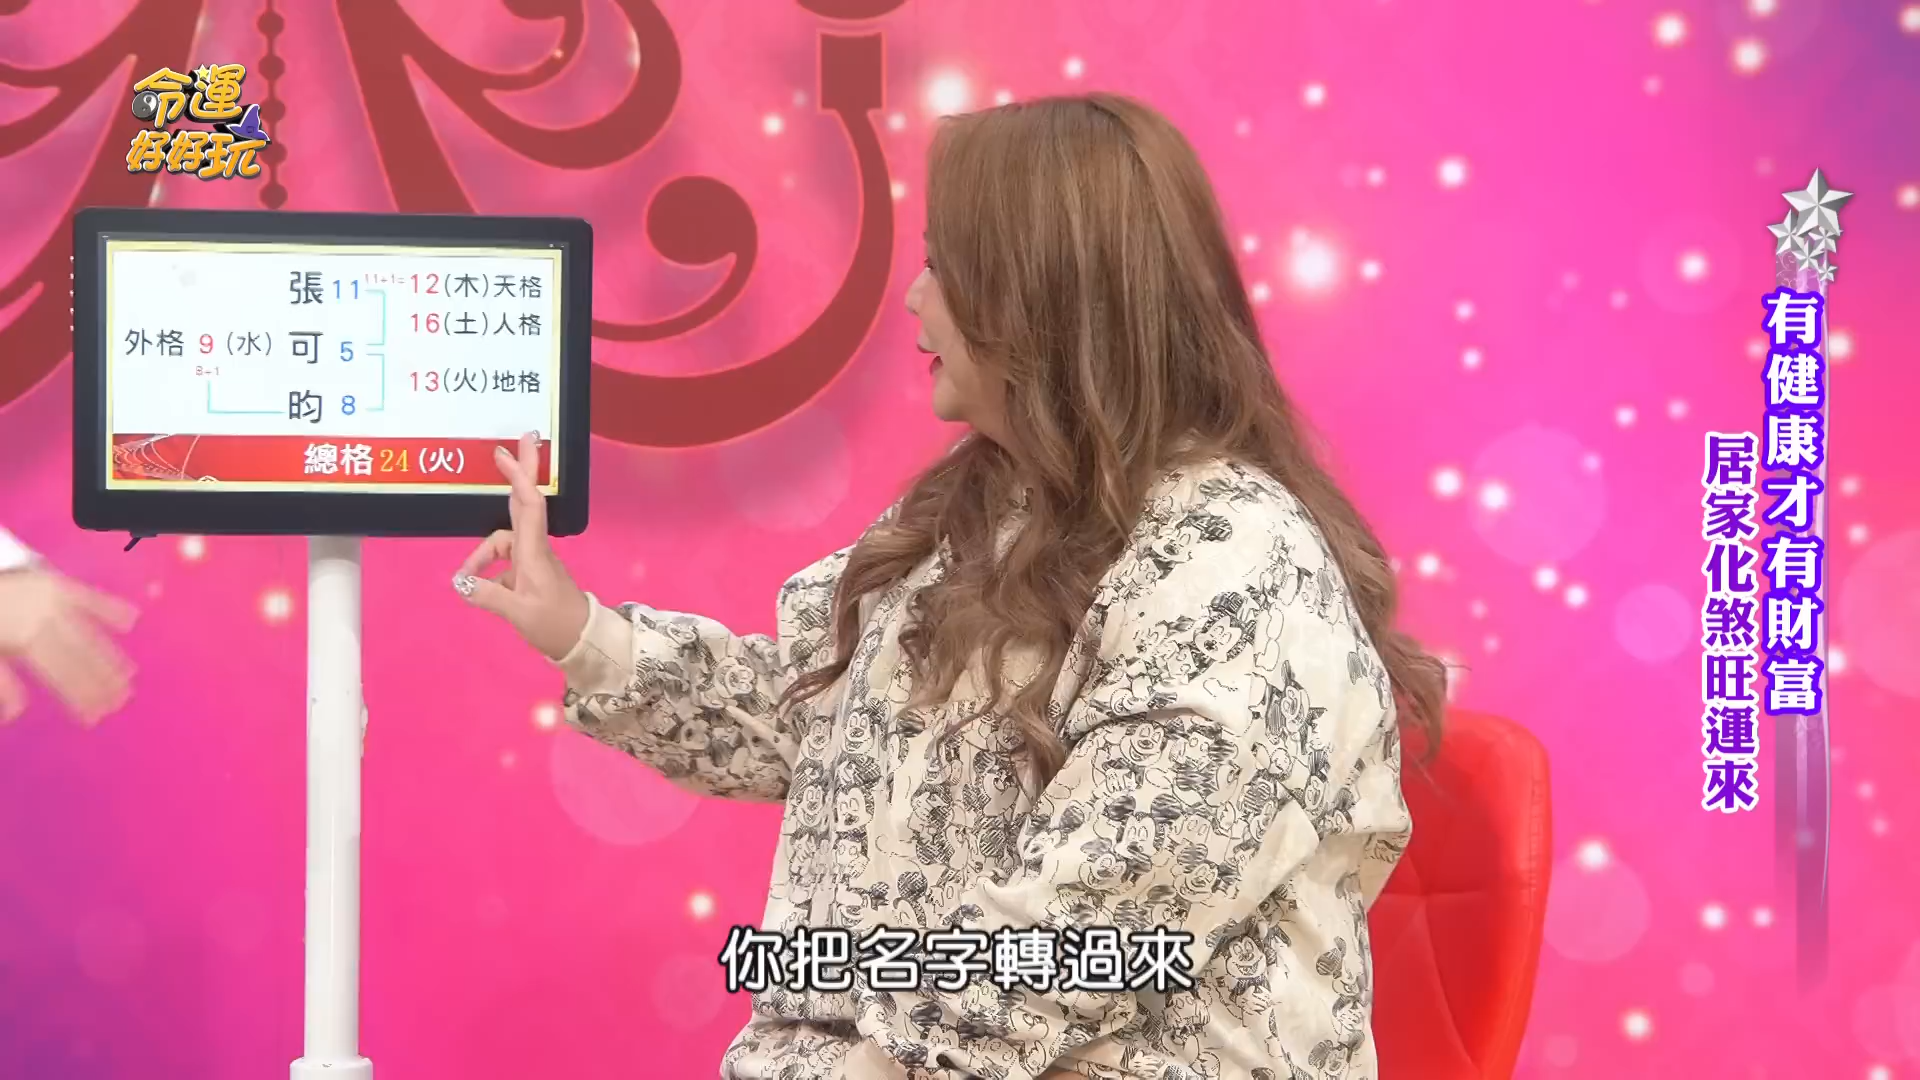 命運
好好玩
張 11 11+1= 12(木)天格
16(土)人格
外格 9 (水) 可 5
8+1
13(火)地格
昀 8
總格24(火)
有健康才有財富
居家化煞旺運來
你把名字轉過來